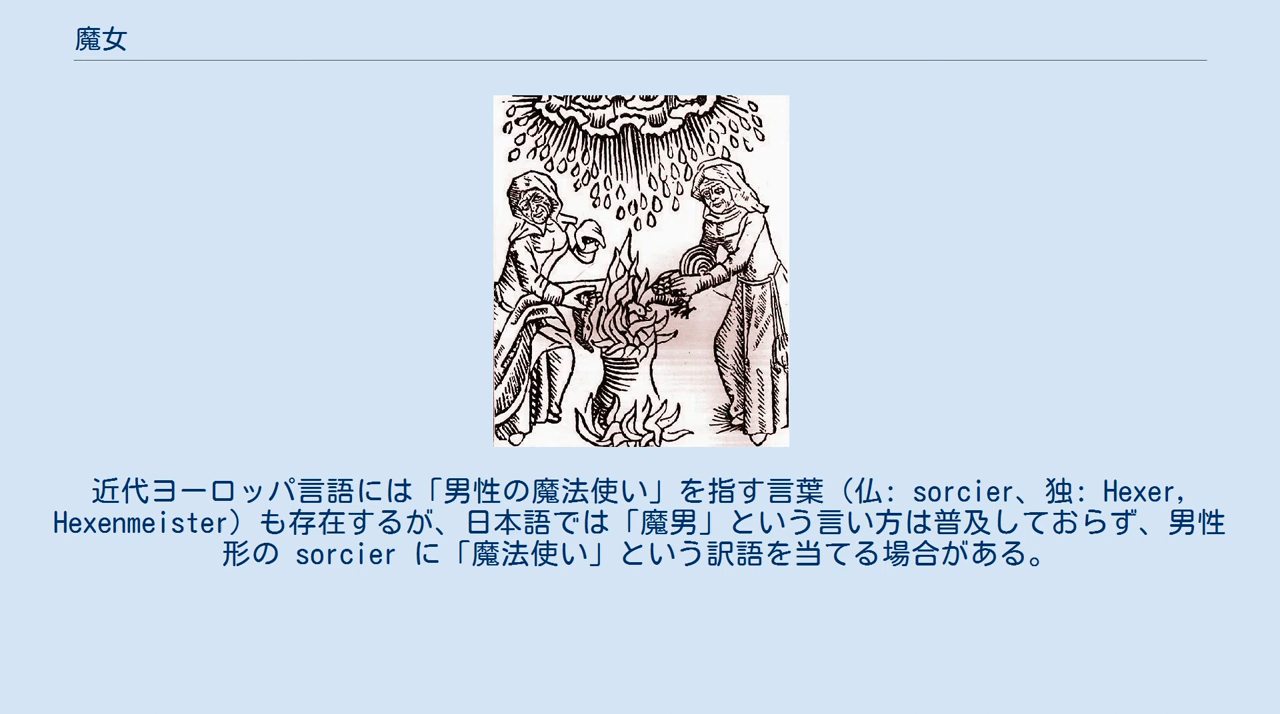 魔女
近代ヨーロッパ言語には「男性の魔法使い」を指す言葉（仏: sorcier、独: Hexer,
Hexenmeister）も存在するが、日本語では「魔男」という言い方は普及しておらず、男性
形の sorcier に「魔法使い」という訳語を当てる場合がある。